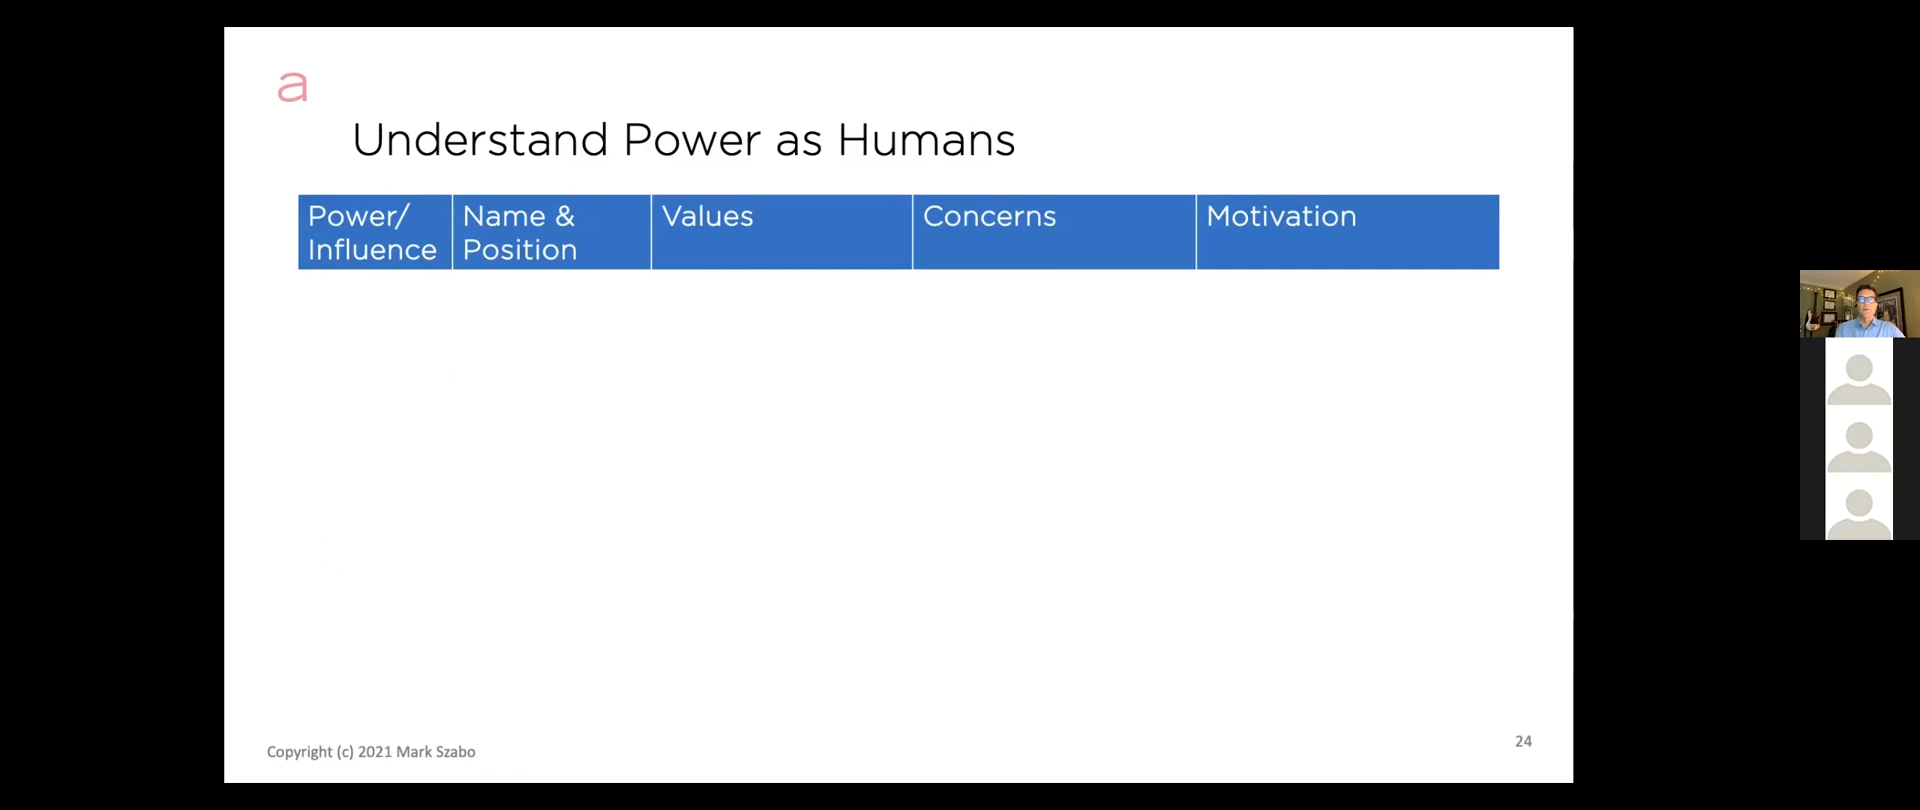 a
Understand Power as Humans
Power/
Influence
Name &
Position
Values
Concerns
Motivation
Copyright (c) 2021 Mark Szabo
24